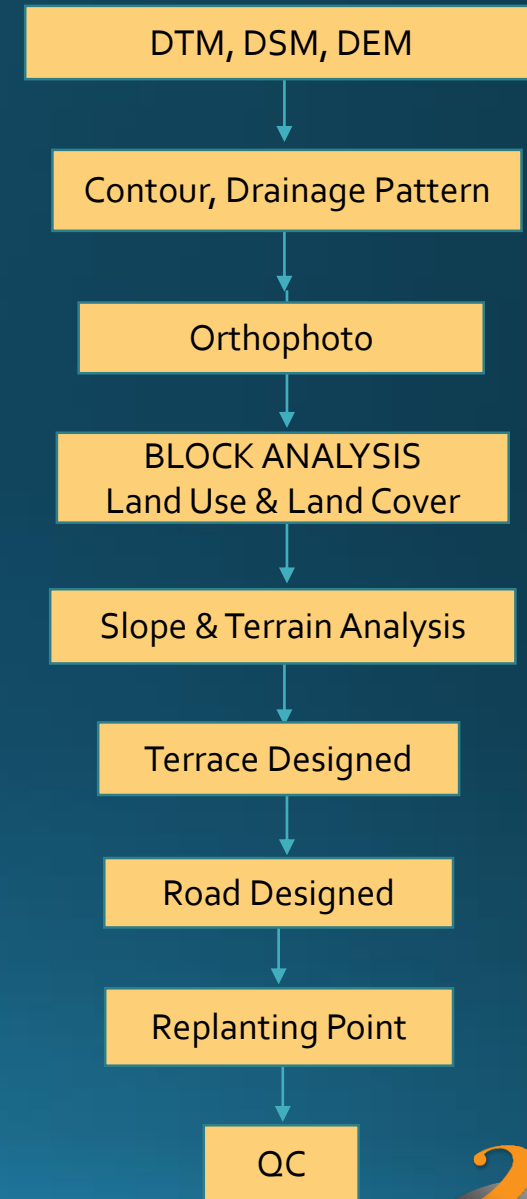 DTM, DSM, DEM
Contour, Drainage Pattern
Orthophoto
BLOCK ANALYSIS
Land Use & Land Cover
Slope & Terrain Analysis
Terrace Designed
Road Designed
Replanting Point
QC